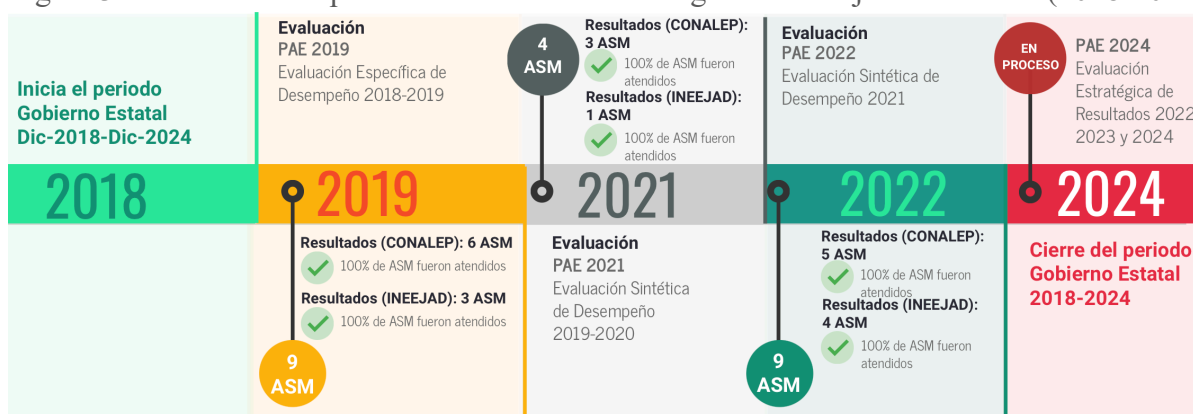 Inicia el periodo
Gobierno Estatal
Dic-2018-Dic-2024
2018
Evaluación
PAE 2019
Evaluación Específica de
Desempeño 2018-2019
2019
Resultados (CONALEP): 6 ASM
100% de ASM fueron atendidos
Resultados (INEEJAD): 3 ASM
100% de ASM fueron atendidos
9
ASM
4
ASM
Resultados (CONALEP):
3 ASM
100% de ASM fueron
atendidos
Resultados (INEEJAD):
1 ASM
100% de ASM fueron
atendidos
2021
Evaluación
PAE 2021
Evaluación Sintética
de Desempeño
2019-2020
Evaluación
PAE 2022
Evaluación Sintética de
Desempeño 2021
2022
Resultados (CONALEP):
5 ASM
100% de ASM fueron
atendidos
Resultados (INEEJAD):
4 ASM
100% de ASM fueron
atendidos
9
ASM
EN
PROCESO
PAE 2024
Evaluación
Estratégica de
Resultados 2022
2023 y 2024
2024
Cierre del periodo
Gobierno Estatal
2018-2024